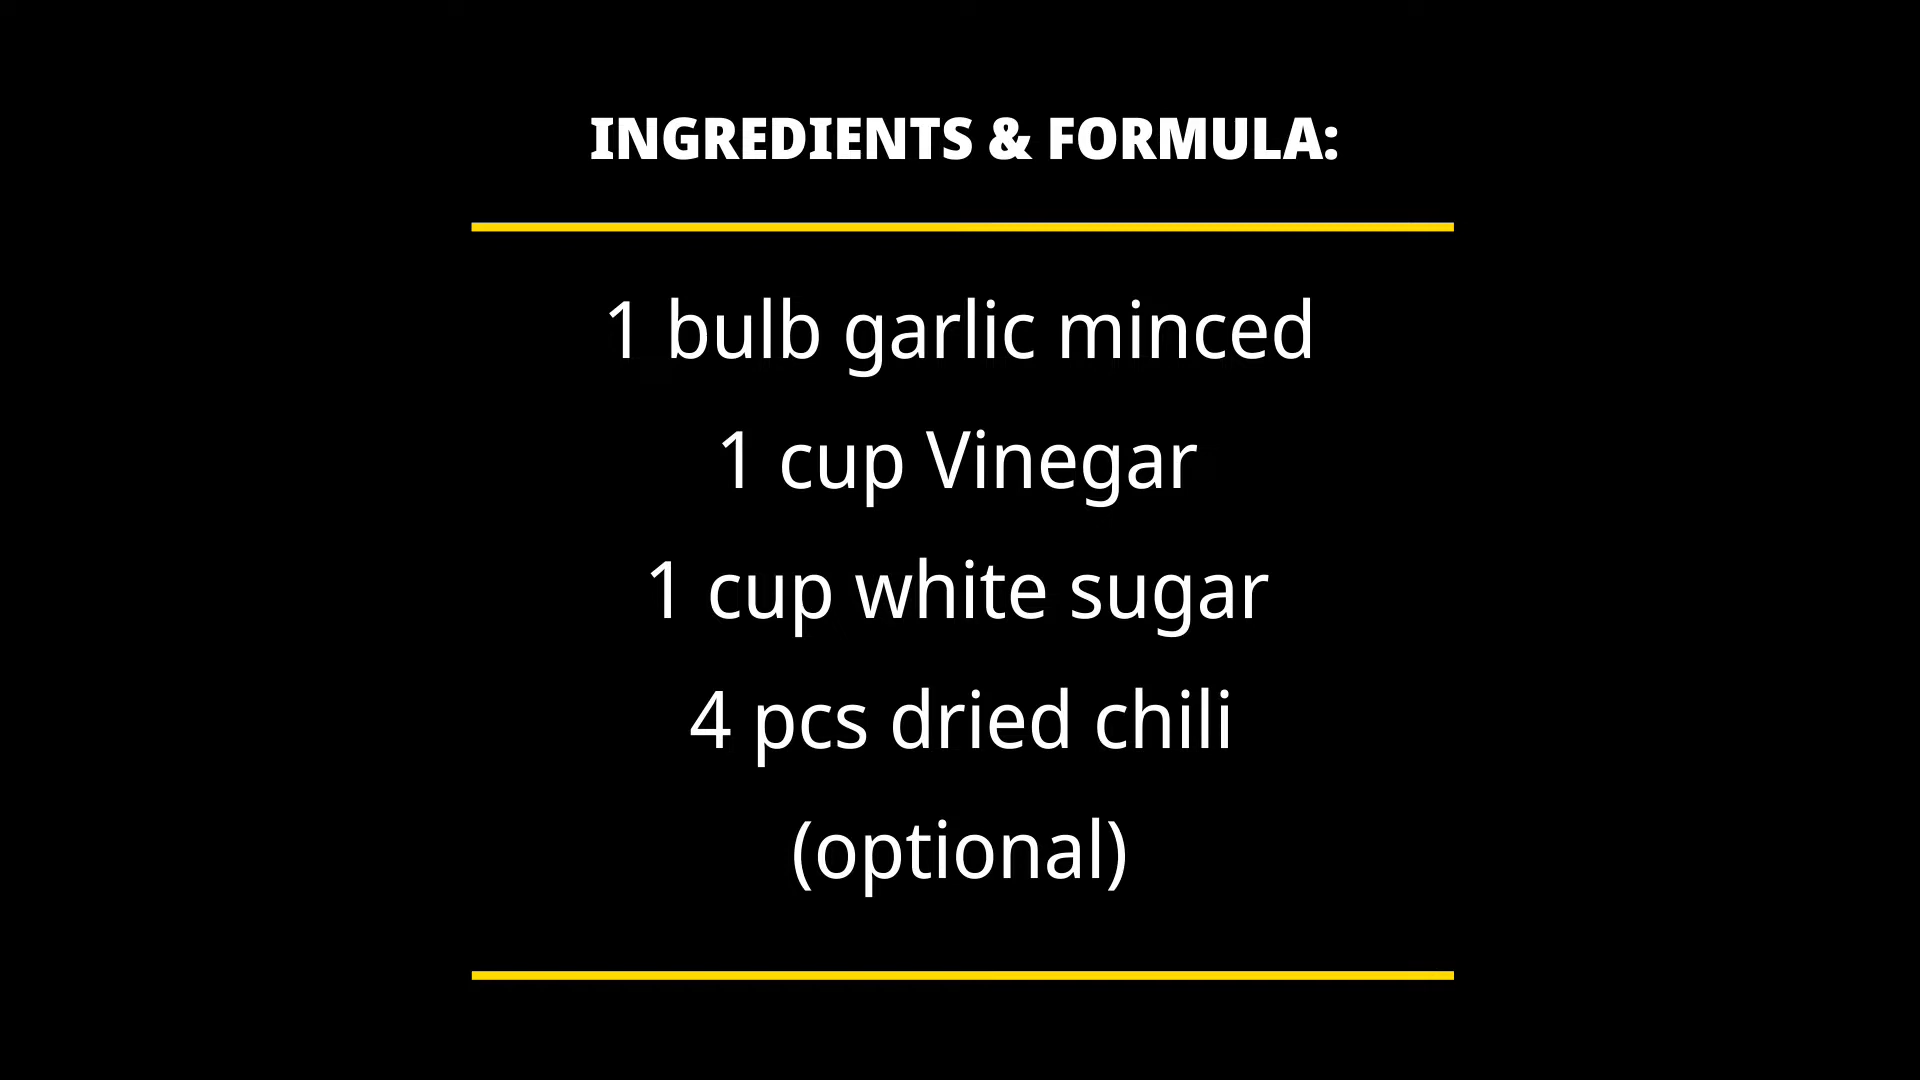 INGREDIENTS & FORMULA:
1 bulb garlic minced
1 cup Vinegar
1 cup white sugar
4 pcs dried chili
(optional)